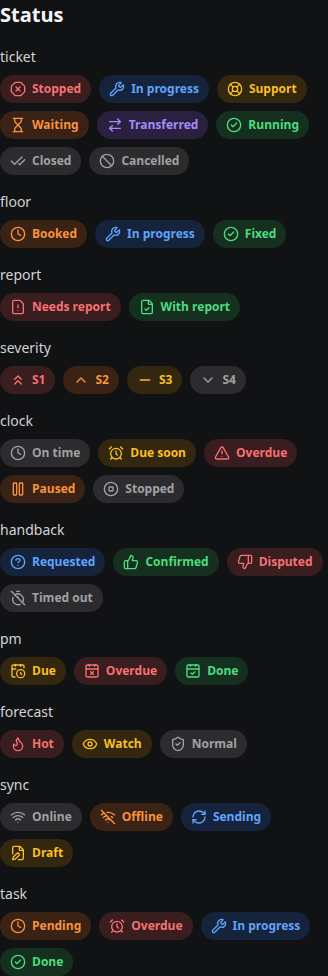 Status
ticket
Stopped In progress Support
Waiting Transferred Running
Closed Cancelled
floor
Booked In progress Fixed
report
Needs report With report
severity
S1 S2 S3 S4
clock
On time Due soon Overdue
Paused Stopped
handback
Requested Confirmed Disputed
Timed out
pm
Due Overdue Done
forecast
Hot Watch Normal
sync
Online Offline Sending
Draft
task
Pending Overdue In progress
Done